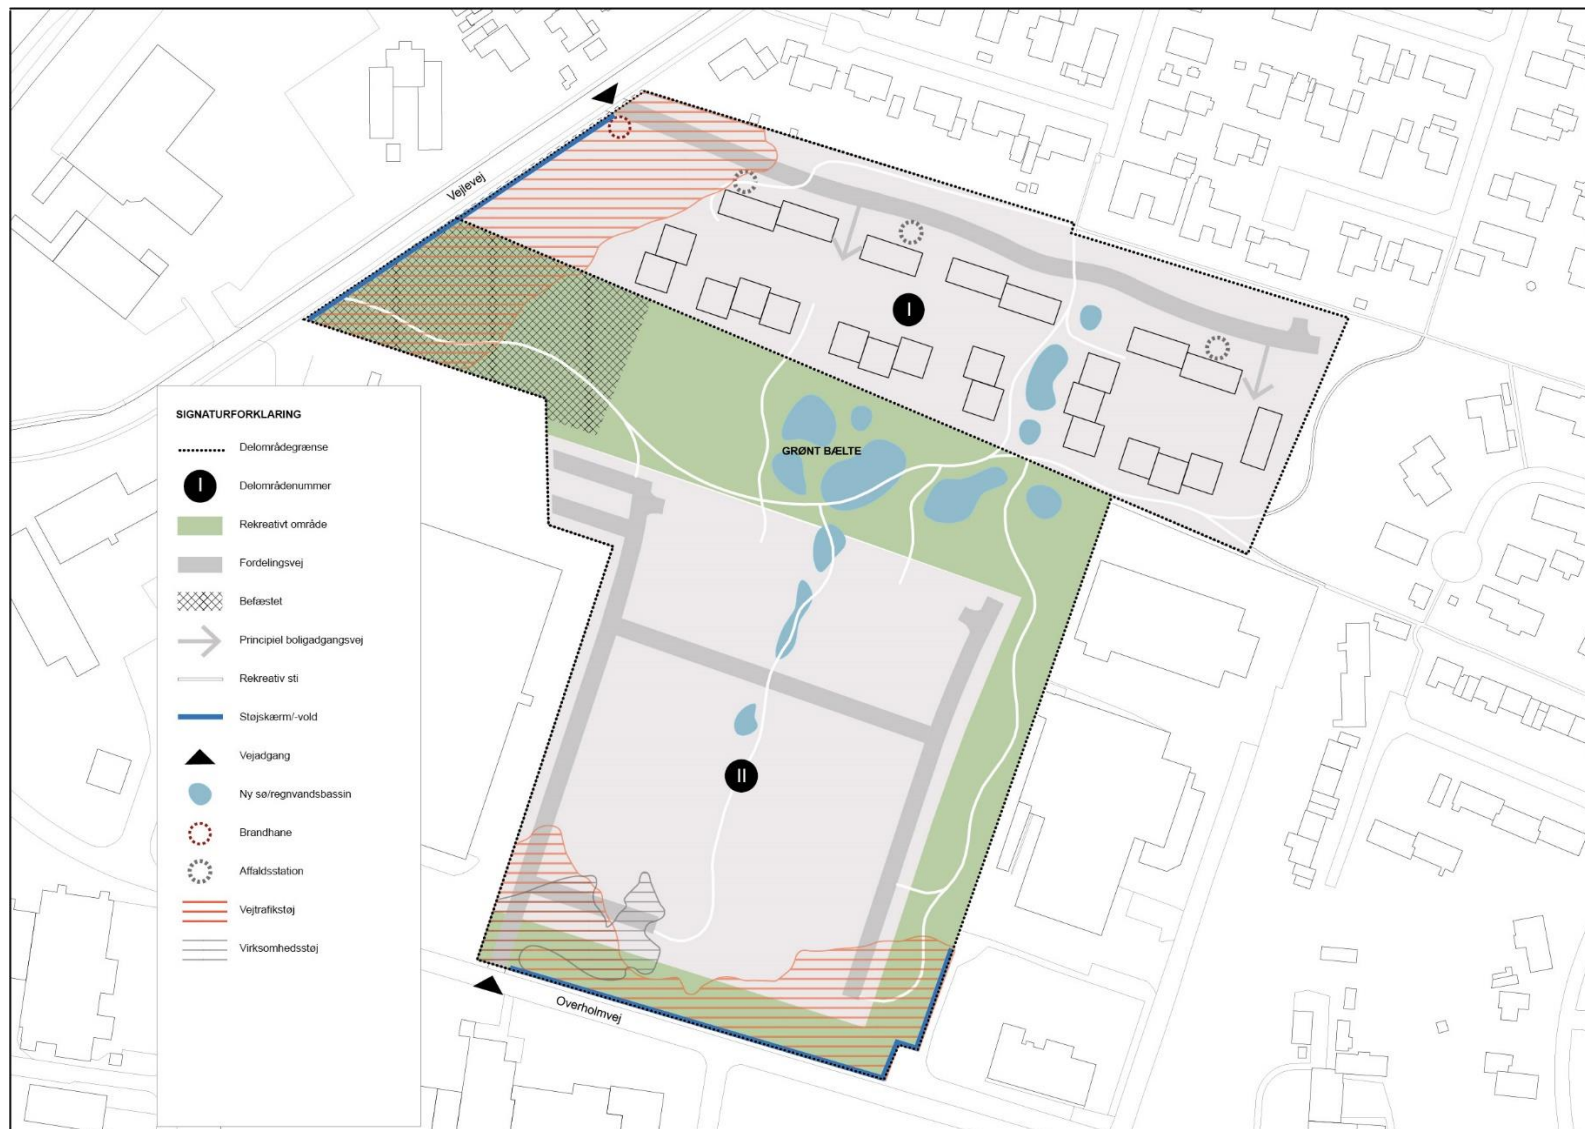 Vejlevej
I
GRØNT BÆLTE
II
Overholmvej
SIGNATURFORKLARING
Delområdegrænse
I Delområdenummer
Rekreativt område
Fordelingsvej
Befæstet
Principiel boligadgangsvej
Rekreativ sti
Støjskærm/-vold
Vejadgang
Ny sø/regnvandsbassin
Brandhane
Affaldsstation
Vejtrafikstøj
Virksomhedsstøj